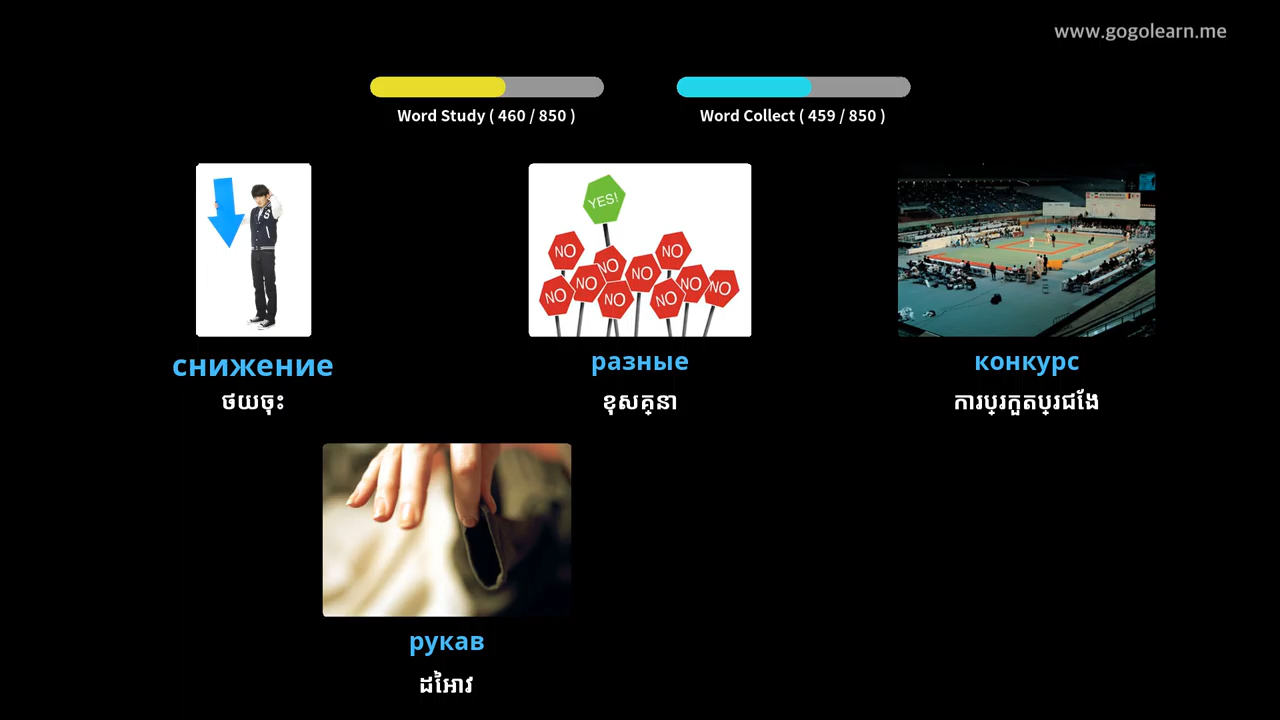 www.gogolearn.me
Word Study ( 460 / 850 )
Word Collect ( 459 / 850 )
YES!
NO
NO
NO
NO
NO
NO
NO
NO
NO
NO
снижение
разные
конкурс
ថយចុះ
ខុសគ្នា
ការប្រកួតប្រជងែ
рукав
ដអៃាវ